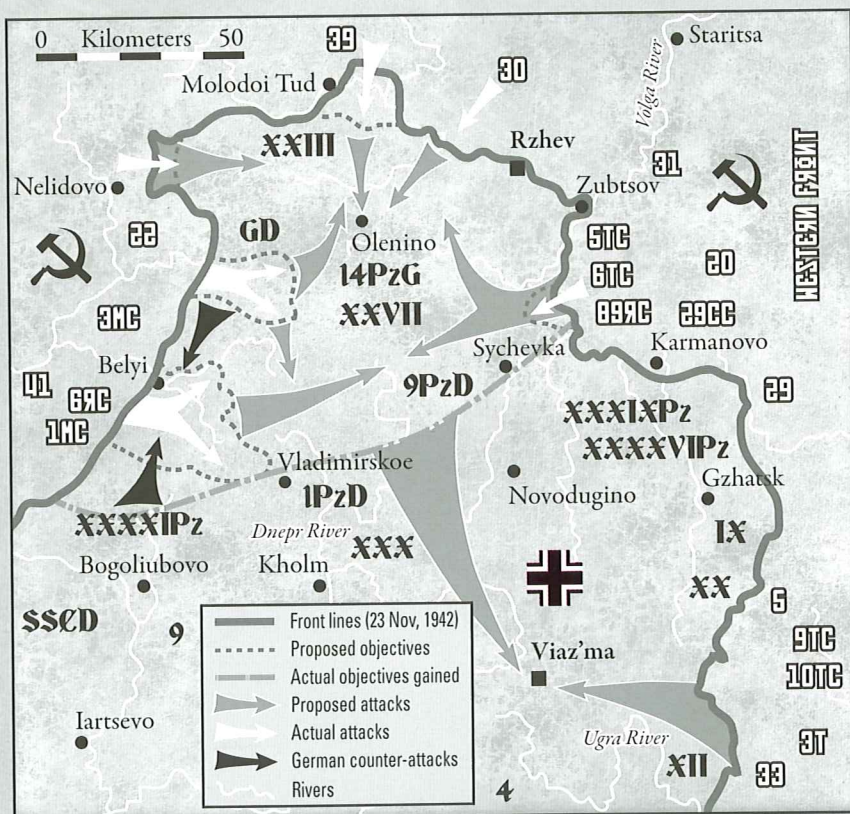 0 Kilometers 50
39
Staritsa
Molodoi Tud
30
Volga River
XXIII
Rzhev
31
WESTERN FRONT
Nelidovo
Zubtsov
22
GD
Olenino
5TC
20
14PzG
6TC
XXVII
8GRC
2GCC
3MC
Karmanovo
Sychevka
Belyi
9PzD
41
29
6RC
XXXIXPz
1MC
XXXXVIPz
Vladimirskoe
Gzhatsk
1PzD
Novodugino
XXXXIPz
Dnepr River
XXX
IX
Bogoliubovo
Kholm
XX
5
SSCD
9
Front lines (23 Nov, 1942)
Proposed objectives
Actual objectives gained
Proposed attacks
Actual attacks
German counter-attacks
Rivers
Viaz'ma
9TC
10TC
Iartsevo
Ugra River
3T
XII
33
4